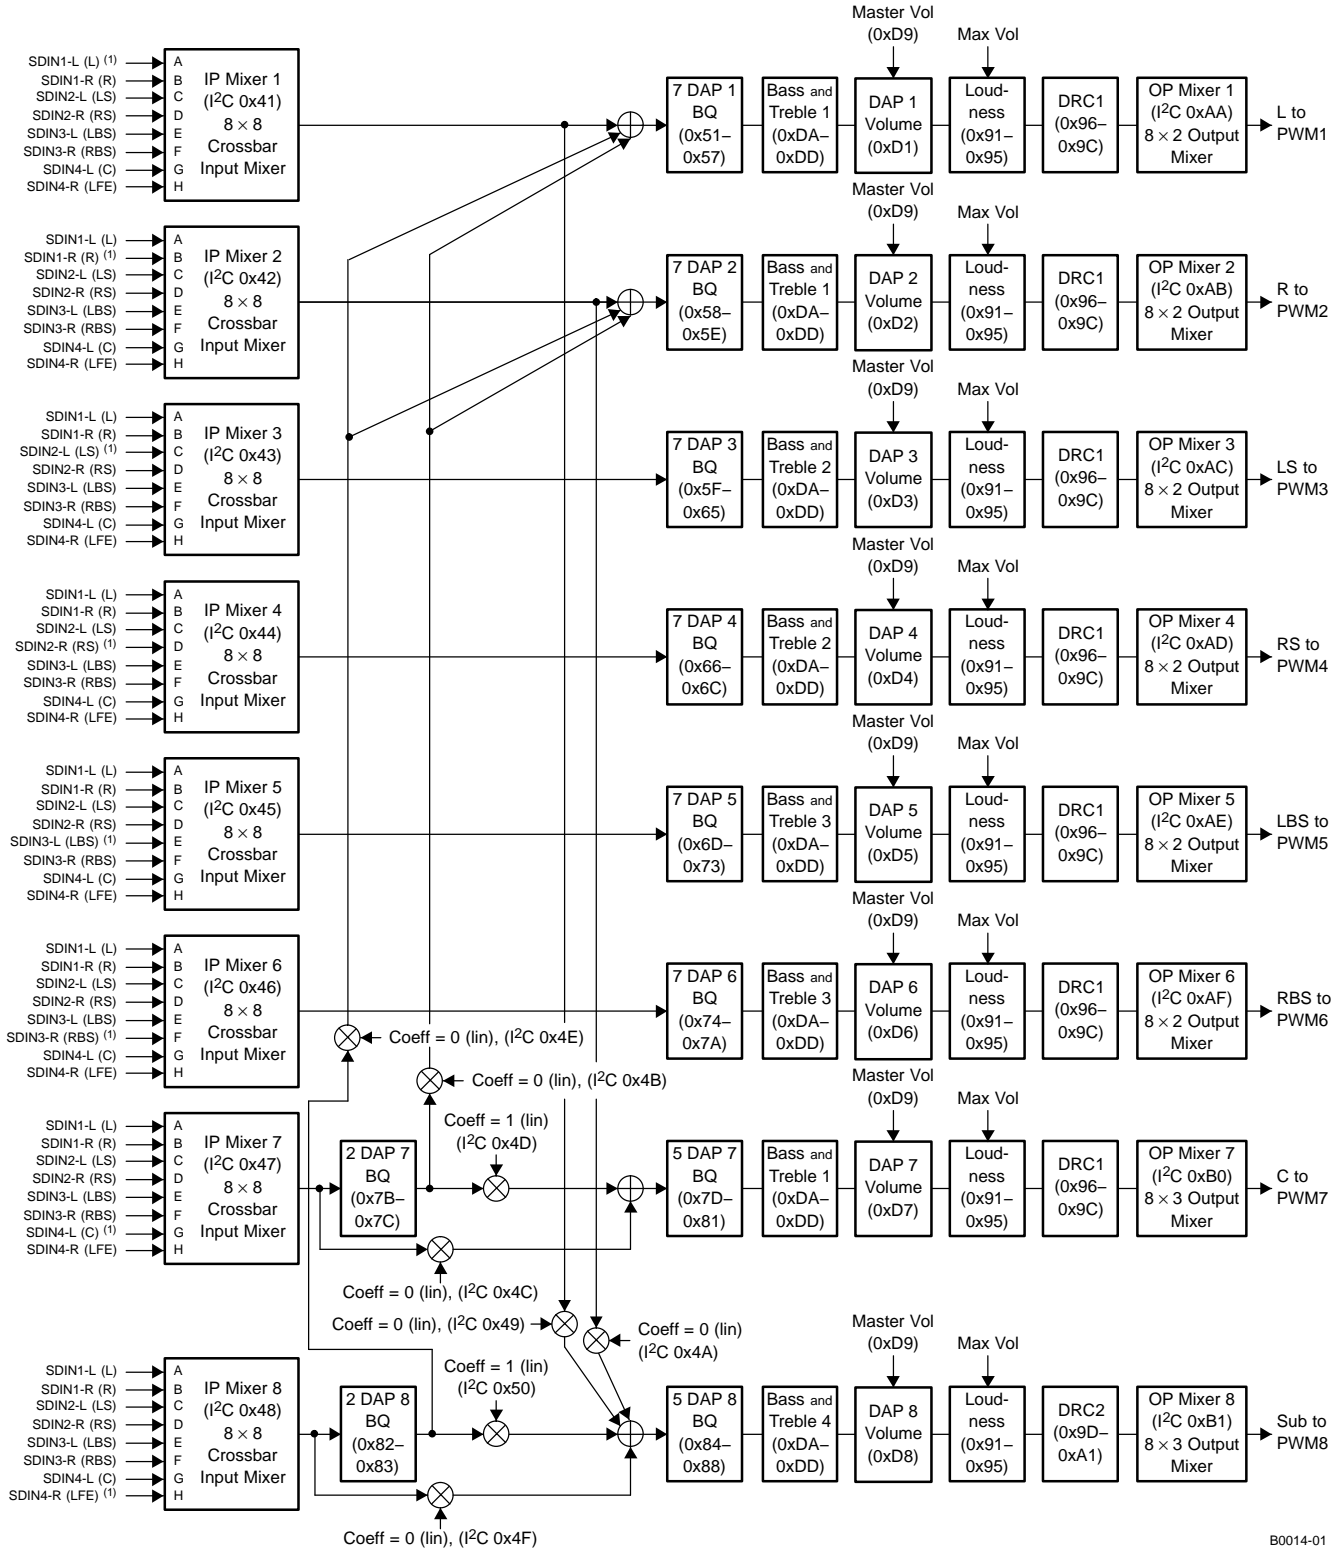 Master Vol
(0xD9)
Max Vol
SDIN1-L (L) (1)
SDIN1-R (R)
SDIN2-L (LS)
SDIN2-R (RS)
SDIN3-L (LBS)
SDIN3-R (RBS)
SDIN4-L (C)
SDIN4-R (LFE)
A
B
C
D
E
F
G
H
IP Mixer 1
(I2C 0x41)
8 × 8
Crossbar
Input Mixer
7 DAP 1
BQ
(0x51–
0x57)
Bass and
Treble 1
(0xDA–
0xDD)
DAP 1
Volume
(0xD1)
Loud-
ness
(0x91–
0x95)
DRC1
(0x96–
0x9C)
OP Mixer 1
(I2C 0xAA)
8 × 2 Output
Mixer
L to
PWM1
Master Vol
(0xD9)
Max Vol
SDIN1-L (L)
SDIN1-R (R) (1)
SDIN2-L (LS)
SDIN2-R (RS)
SDIN3-L (LBS)
SDIN3-R (RBS)
SDIN4-L (C)
SDIN4-R (LFE)
A
B
C
D
E
F
G
H
IP Mixer 2
(I2C 0x42)
8 × 8
Crossbar
Input Mixer
7 DAP 2
BQ
(0x58–
0x5E)
Bass and
Treble 1
(0xDA–
0xDD)
DAP 2
Volume
(0xD2)
Loud-
ness
(0x91–
0x95)
DRC1
(0x96–
0x9C)
OP Mixer 2
(I2C 0xAB)
8 × 2 Output
Mixer
R to
PWM2
Master Vol
(0xD9)
Max Vol
SDIN1-L (L)
SDIN1-R (R)
SDIN2-L (LS) (1)
SDIN2-R (RS)
SDIN3-L (LBS)
SDIN3-R (RBS)
SDIN4-L (C)
SDIN4-R (LFE)
A
B
C
D
E
F
G
H
IP Mixer 3
(I2C 0x43)
8 × 8
Crossbar
Input Mixer
7 DAP 3
BQ
(0x5F–
0x65)
Bass and
Treble 2
(0xDA–
0xDD)
DAP 3
Volume
(0xD3)
Loud-
ness
(0x91–
0x95)
DRC1
(0x96–
0x9C)
OP Mixer 3
(I2C 0xAC)
8 × 2 Output
Mixer
LS to
PWM3
Master Vol
(0xD9)
Max Vol
SDIN1-L (L)
SDIN1-R (R)
SDIN2-L (LS)
SDIN2-R (RS) (1)
SDIN3-L (LBS)
SDIN3-R (RBS)
SDIN4-L (C)
SDIN4-R (LFE)
A
B
C
D
E
F
G
H
IP Mixer 4
(I2C 0x44)
8 × 8
Crossbar
Input Mixer
7 DAP 4
BQ
(0x66–
0x6C)
Bass and
Treble 2
(0xDA–
0xDD)
DAP 4
Volume
(0xD4)
Loud-
ness
(0x91–
0x95)
DRC1
(0x96–
0x9C)
OP Mixer 4
(I2C 0xAD)
8 × 2 Output
Mixer
RS to
PWM4
Master Vol
(0xD9)
Max Vol
SDIN1-L (L)
SDIN1-R (R)
SDIN2-L (LS)
SDIN2-R (RS)
SDIN3-L (LBS) (1)
SDIN3-R (RBS)
SDIN4-L (C)
SDIN4-R (LFE)
A
B
C
D
E
F
G
H
IP Mixer 5
(I2C 0x45)
8 × 8
Crossbar
Input Mixer
7 DAP 5
BQ
(0x6D–
0x73)
Bass and
Treble 3
(0xDA–
0xDD)
DAP 5
Volume
(0xD5)
Loud-
ness
(0x91–
0x95)
DRC1
(0x96–
0x9C)
OP Mixer 5
(I2C 0xAE)
8 × 2 Output
Mixer
LBS to
PWM5
Master Vol
(0xD9)
Max Vol
SDIN1-L (L)
SDIN1-R (R)
SDIN2-L (LS)
SDIN2-R (RS)
SDIN3-L (LBS)
SDIN3-R (RBS) (1)
SDIN4-L (C)
SDIN4-R (LFE)
A
B
C
D
E
F
G
H
IP Mixer 6
(I2C 0x46)
8 × 8
Crossbar
Input Mixer
7 DAP 6
BQ
(0x74–
0x7A)
Bass and
Treble 3
(0xDA–
0xDD)
DAP 6
Volume
(0xD6)
Loud-
ness
(0x91–
0x95)
DRC1
(0x96–
0x9C)
OP Mixer 6
(I2C 0xAF)
8 × 2 Output
Mixer
RBS to
PWM6
Coeff = 0 (lin), (I2C 0x4E)
Coeff = 0 (lin), (I2C 0x4B)
Master Vol
(0xD9)
Max Vol
SDIN1-L (L)
SDIN1-R (R)
SDIN2-L (LS)
SDIN2-R (RS)
SDIN3-L (LBS)
SDIN3-R (RBS)
SDIN4-L (C) (1)
SDIN4-R (LFE)
A
B
C
D
E
F
G
H
IP Mixer 7
(I2C 0x47)
8 × 8
Crossbar
Input Mixer
2 DAP 7
BQ
(0x7B–
0x7C)
Coeff = 1 (lin)
(I2C 0x4D)
5 DAP 7
BQ
(0x7D–
0x81)
Bass and
Treble 1
(0xDA–
0xDD)
DAP 7
Volume
(0xD7)
Loud-
ness
(0x91–
0x95)
DRC1
(0x96–
0x9C)
OP Mixer 7
(I2C 0xB0)
8 × 3 Output
Mixer
C to
PWM7
Coeff = 0 (lin), (I2C 0x4C)
Coeff = 0 (lin), (I2C 0x49)
Coeff = 0 (lin)
(I2C 0x4A)
Master Vol
(0xD9)
Max Vol
SDIN1-L (L)
SDIN1-R (R)
SDIN2-L (LS)
SDIN2-R (RS)
SDIN3-L (LBS)
SDIN3-R (RBS)
SDIN4-L (C)
SDIN4-R (LFE) (1)
A
B
C
D
E
F
G
H
IP Mixer 8
(I2C 0x48)
8 × 8
Crossbar
Input Mixer
2 DAP 8
BQ
(0x82–
0x83)
Coeff = 1 (lin)
(I2C 0x50)
5 DAP 8
BQ
(0x84–
0x88)
Bass and
Treble 4
(0xDA–
0xDD)
DAP 8
Volume
(0xD8)
Loud-
ness
(0x91–
0x95)
DRC2
(0x9D–
0xA1)
OP Mixer 8
(I2C 0xB1)
8 × 3 Output
Mixer
Sub to
PWM8
Coeff = 0 (lin), (I2C 0x4F)
B0014-01